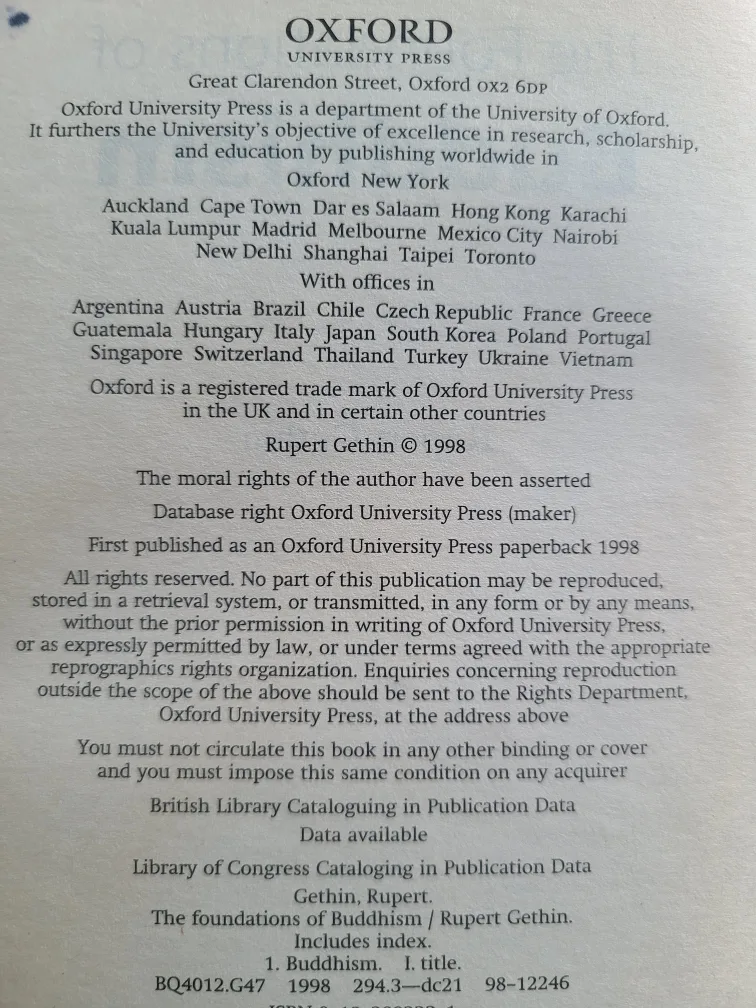 OXFORD
UNIVERSITY PRESS
Great Clarendon Street, Oxford OX2 6DP
Oxford University Press is a department of the University of Oxford.
It furthers the University's objective of excellence in research, scholarship,
and education by publishing worldwide in
Oxford New York
Auckland Cape Town Dar es Salaam Hong Kong Karachi
Kuala Lumpur Madrid Melbourne Mexico City Nairobi
New Delhi Shanghai Taipei Toronto
With offices in
Argentina Austria Brazil Chile Czech Republic France Greece
Guatemala Hungary Italy Japan South Korea Poland Portugal
Singapore Switzerland Thailand Turkey Ukraine Vietnam
Oxford is a registered trade mark of Oxford University Press
in the UK and in certain other countries
Rupert Gethin © 1998
The moral rights of the author have been asserted
Database right Oxford University Press (maker)
First published as an Oxford University Press paperback 1998
All rights reserved. No part of this publication may be reproduced,
stored in a retrieval system, or transmitted, in any form or by any means,
without the prior permission in writing of Oxford University Press,
or as expressly permitted by law, or under terms agreed with the appropriate
reprographics rights organization. Enquiries concerning reproduction
outside the scope of the above should be sent to the Rights Department,
Oxford University Press, at the address above
You must not circulate this book in any other binding or cover
and you must impose this same condition on any acquirer
British Library Cataloguing in Publication Data
Data available
Library of Congress Cataloging in Publication Data
Gethin, Rupert.
The foundations of Buddhism / Rupert Gethin.
Includes index.
1. Buddhism. I. title.
BQ4012.G47 1998 294.3—dc21 98–12246